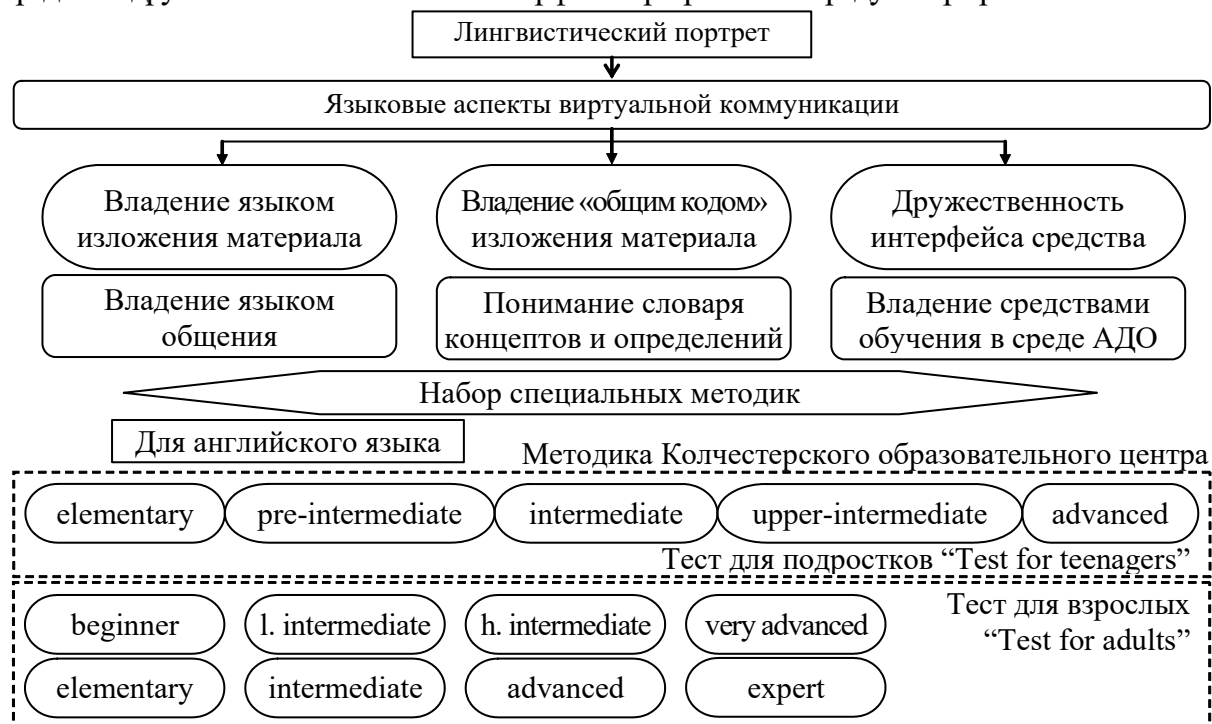 Лингвистический портрет
Языковые аспекты виртуальной коммуникации
Владение языком
изложения материала
Владение «общим кодом»
изложения материала
Дружественность
интерфейса средства
Владение языком
общения
Понимание словаря
концептов и определений
Владение средствами
обучения в среде АДО
Набор специальных методик
Для английского языка
Методика Колчестерского образовательного центра
elementary pre-intermediate intermediate upper-intermediate advanced
Тест для подростков “Test for teenagers”
Тест для взрослых
“Test for adults”
beginner l. intermediate h. intermediate very advanced
elementary intermediate advanced expert